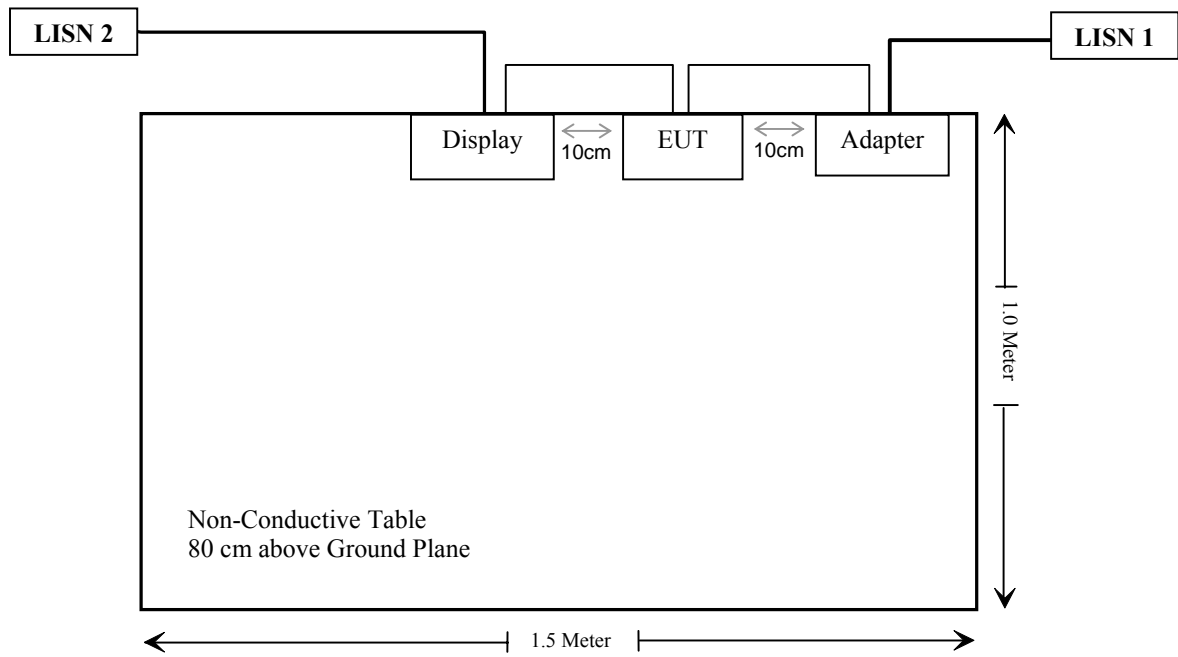 LISN 2
LISN 1
Display
10cm
EUT
10cm
Adapter
1.0 Meter
Non-Conductive Table
80 cm above Ground Plane
1.5 Meter